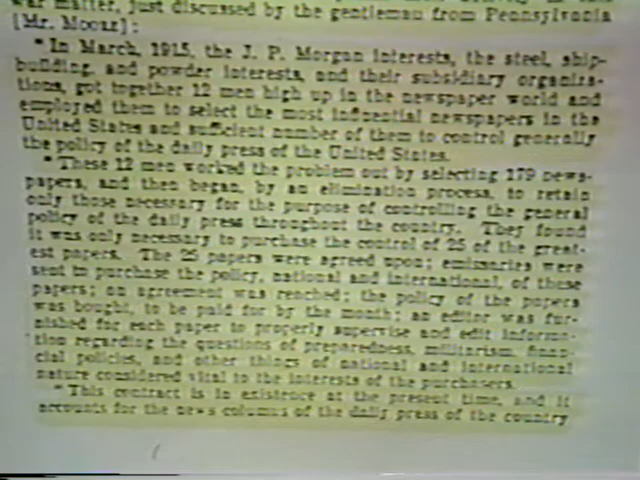 war matter, just discussed by the gentleman from Pennsylvania
[Mr. Moore]:
"In March, 1915, the J. P. Morgan interests, the steel, ship-
building, and powder interests, and their subsidiary organiza-
tions, got together 12 men high up in the newspaper world and
employed them to select the most influential newspapers in the
United States and sufficient number of them to control generally
the policy of the daily press of the United States.
"These 12 men worked the problem out by selecting 179 news-
papers, and then began, by an elimination process, to retain
only those necessary for the purpose of controlling the general
policy of the daily press throughout the country. They found
it was only necessary to purchase the control of 25 of the great-
est papers. The 25 papers were agreed upon; emissaries were
sent to purchase the policy, national and international, of these
papers; an agreement was reached; the policy of the papers
was bought, to be paid for by the month; an editor was fur-
nished for each paper to properly supervise and edit informa-
tion regarding the questions of preparedness, militarism, finan-
cial policies, and other things of national and international
nature considered vital to the interests of the purchasers.
"This contract is in existence at the present time, and it
accounts for the news columns of the daily press of the country